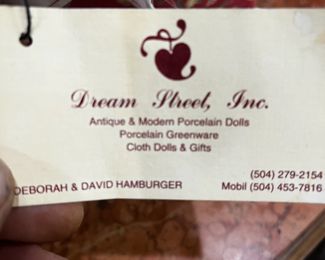 Dream Street, Inc.
Antique & Modern Porcelain Dolls
Porcelain Greenware
Cloth Dolls & Gifts
(504) 279-2154
DEBORAH & DAVID HAMBURGER
Mobil (504) 453-7816